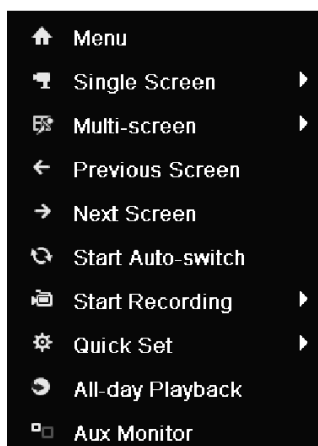 Menu
Single Screen
Multi-screen
Previous Screen
Next Screen
Start Auto-switch
Start Recording
Quick Set
All-day Playback
Aux Monitor